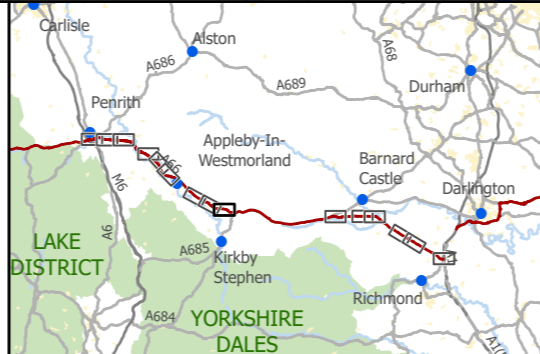 Carlisle
Alston
A68
A686
A689
Durham
Penrith
Appleby-In-
Westmorland
A66
Barnard
Castle
Darlington
M6
A6
LAKE
DISTRICT
A685
Kirkby
Stephen
Richmond
A684
YORKSHIRE
DALES